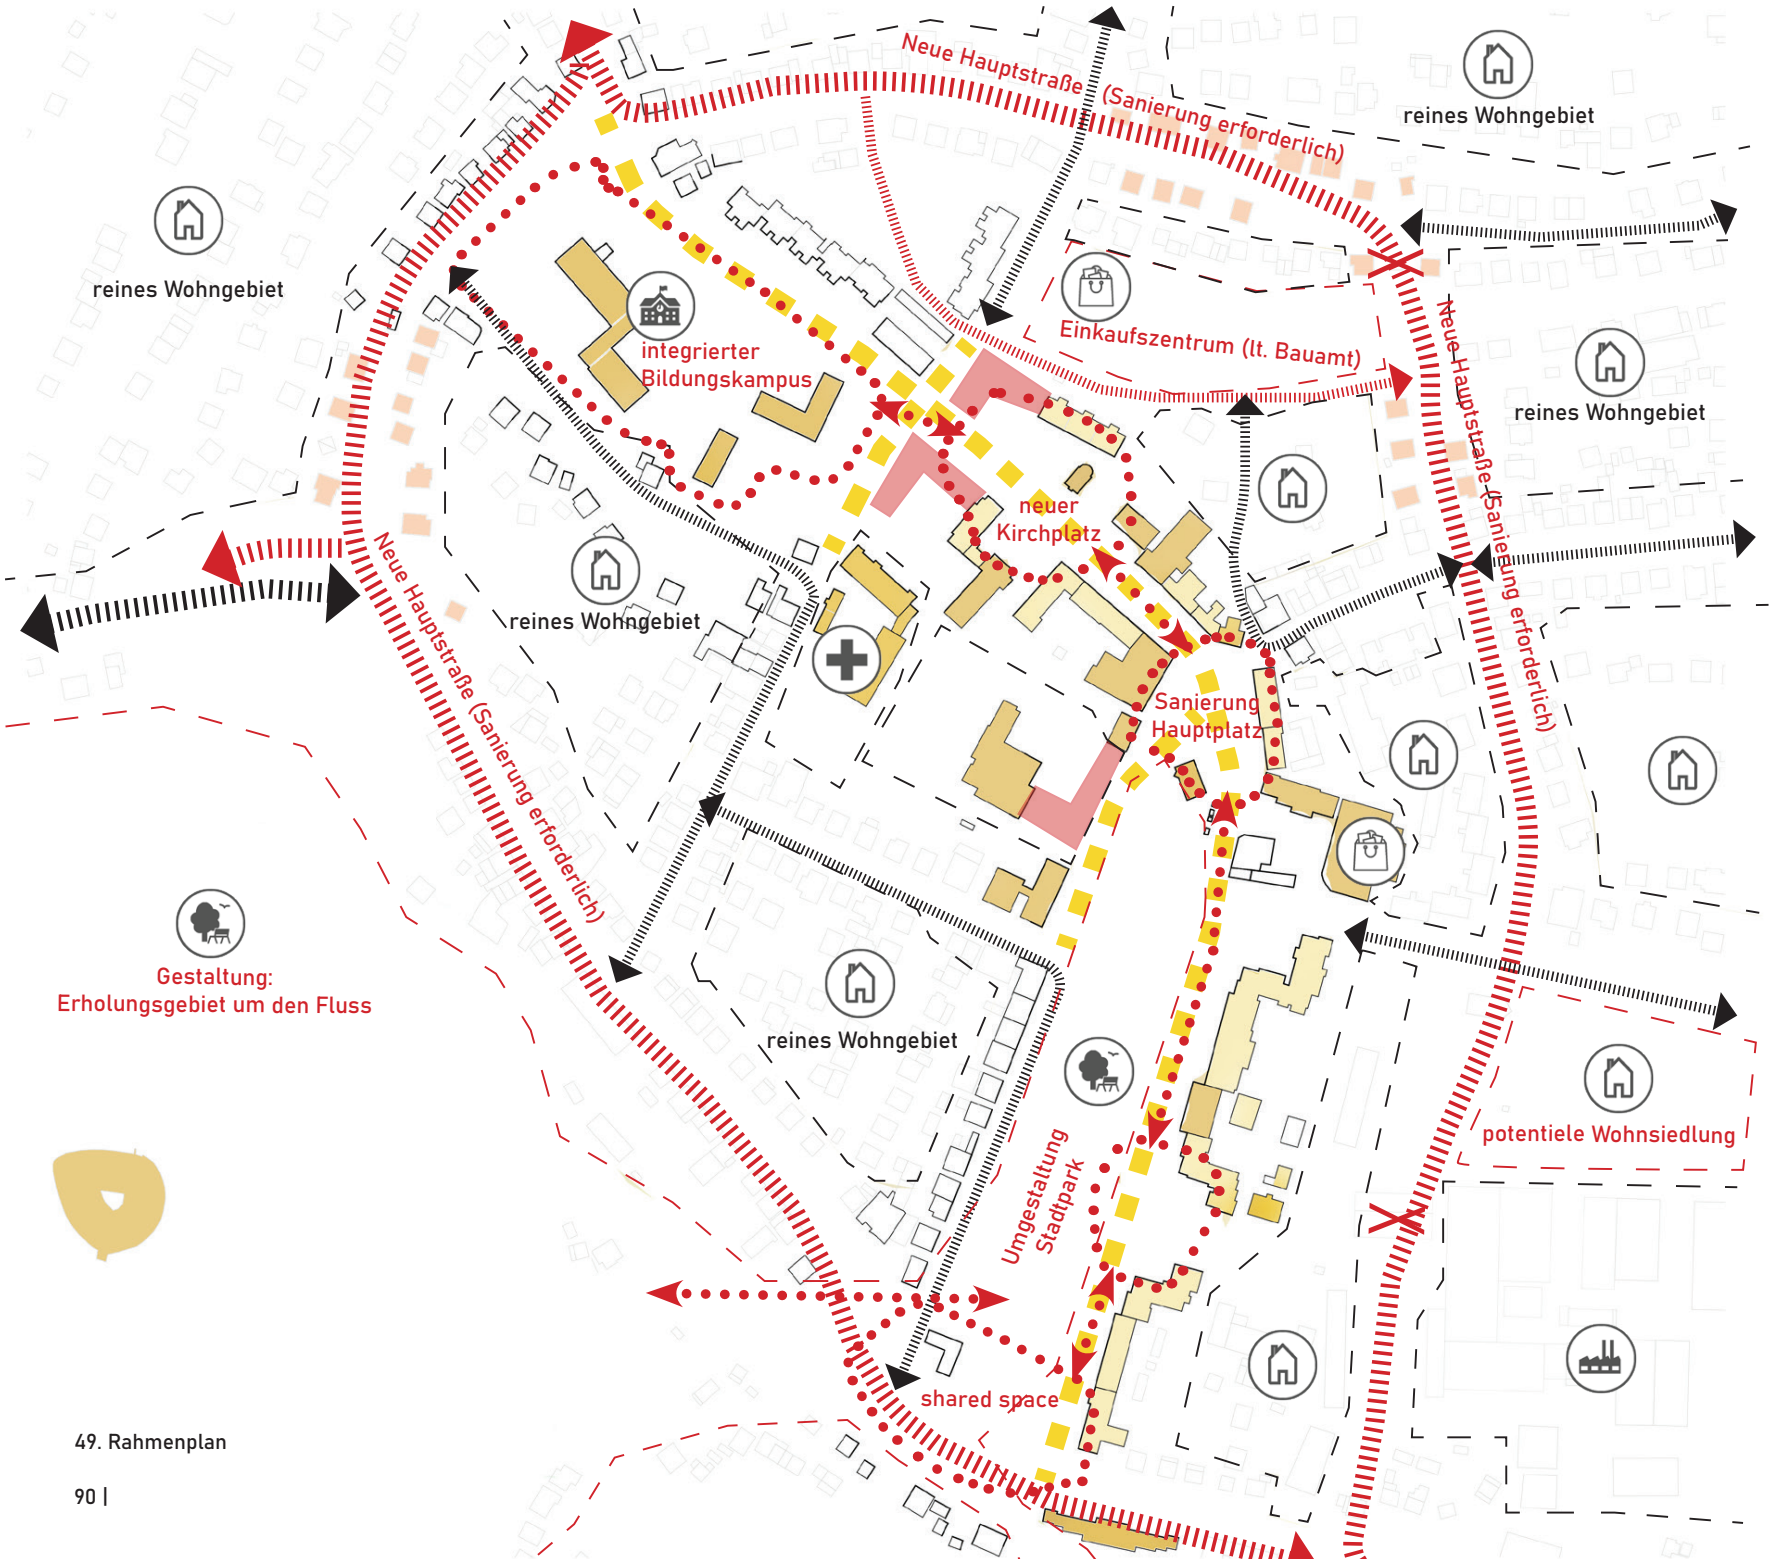 Neue Hauptstraße (Sanierung erforderlich)
reines Wohngebiet
reines Wohngebiet
Einkaufszentrum (lt. Bauamt)
integrierter
Bildungskampus
reines Wohngebiet
Neue Hauptstraße (Sanierung erforderlich)
neuer
Kirchplatz
Neue Hauptstraße (Sanierung erforderlich)
reines Wohngebiet
Sanierung
Hauptplatz
Gestaltung:
Erholungsgebiet um den Fluss
reines Wohngebiet
potentiele Wohnsiedlung
Umgestaltung
Stadtpark
shared space
49. Rahmenplan
90 |